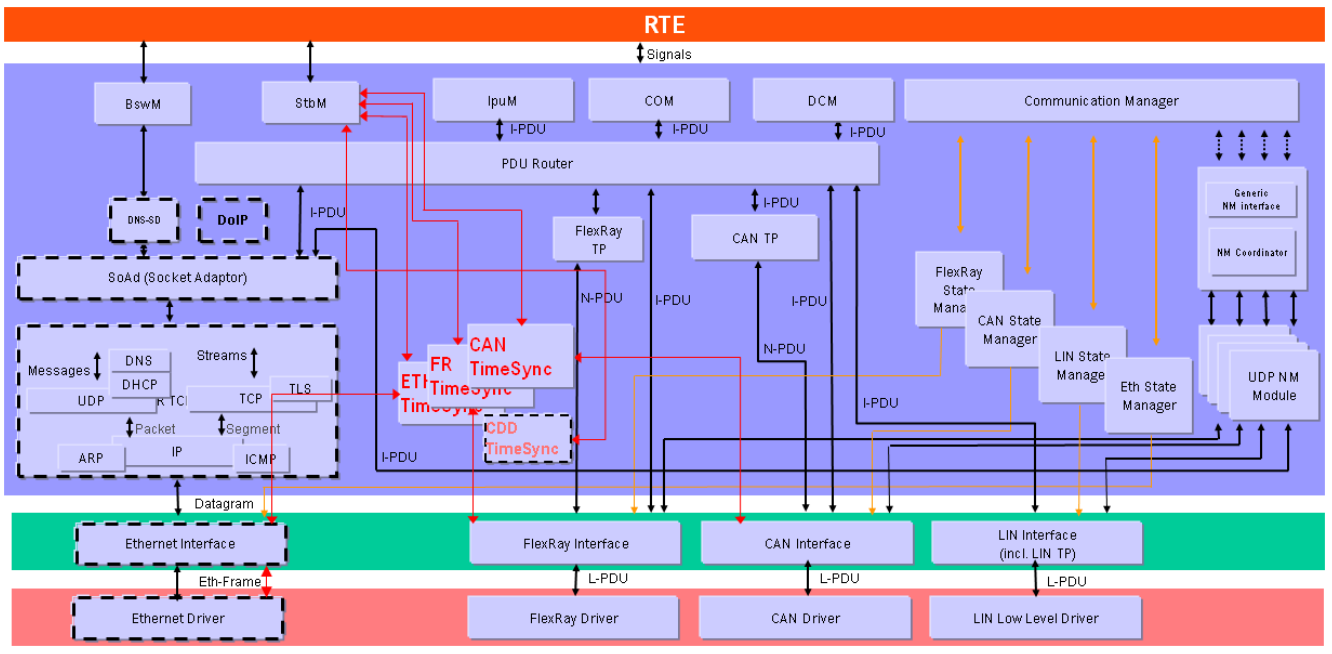 RTE
Signals
BswM
StbM
IpuM
COM
DCM
Communication Manager
I-PDU
I-PDU
I-PDU
PDU Router
Generic
NM interface
NM Coordinator
DNS-SD
DoIP
I-PDU
FlexRay
TP
I-PDU
CAN TP
I-PDU
SoAd (Socket Adaptor)
N-PDU
I-PDU
I-PDU
FlexRay
State
Manager
CAN State
Manager
LIN State
Manager
Eth State
Manager
UDP NM
Module
Messages
DNS
DHCP
Streams
TLS
UDP
R TC
TCP
Packet
Segment
ARP
IP
ICMP
CAN
TimeSync
FR
TimeSync
ETH
TimeSync
CDD
TimeSync
N-PDU
I-PDU
I-PDU
Datagram
Ethernet Interface
FlexRay Interface
CAN Interface
LIN Interface
(incl. LIN TP)
Eth-Frame
L-PDU
L-PDU
L-PDU
Ethernet Driver
FlexRay Driver
CAN Driver
LIN Low Level Driver